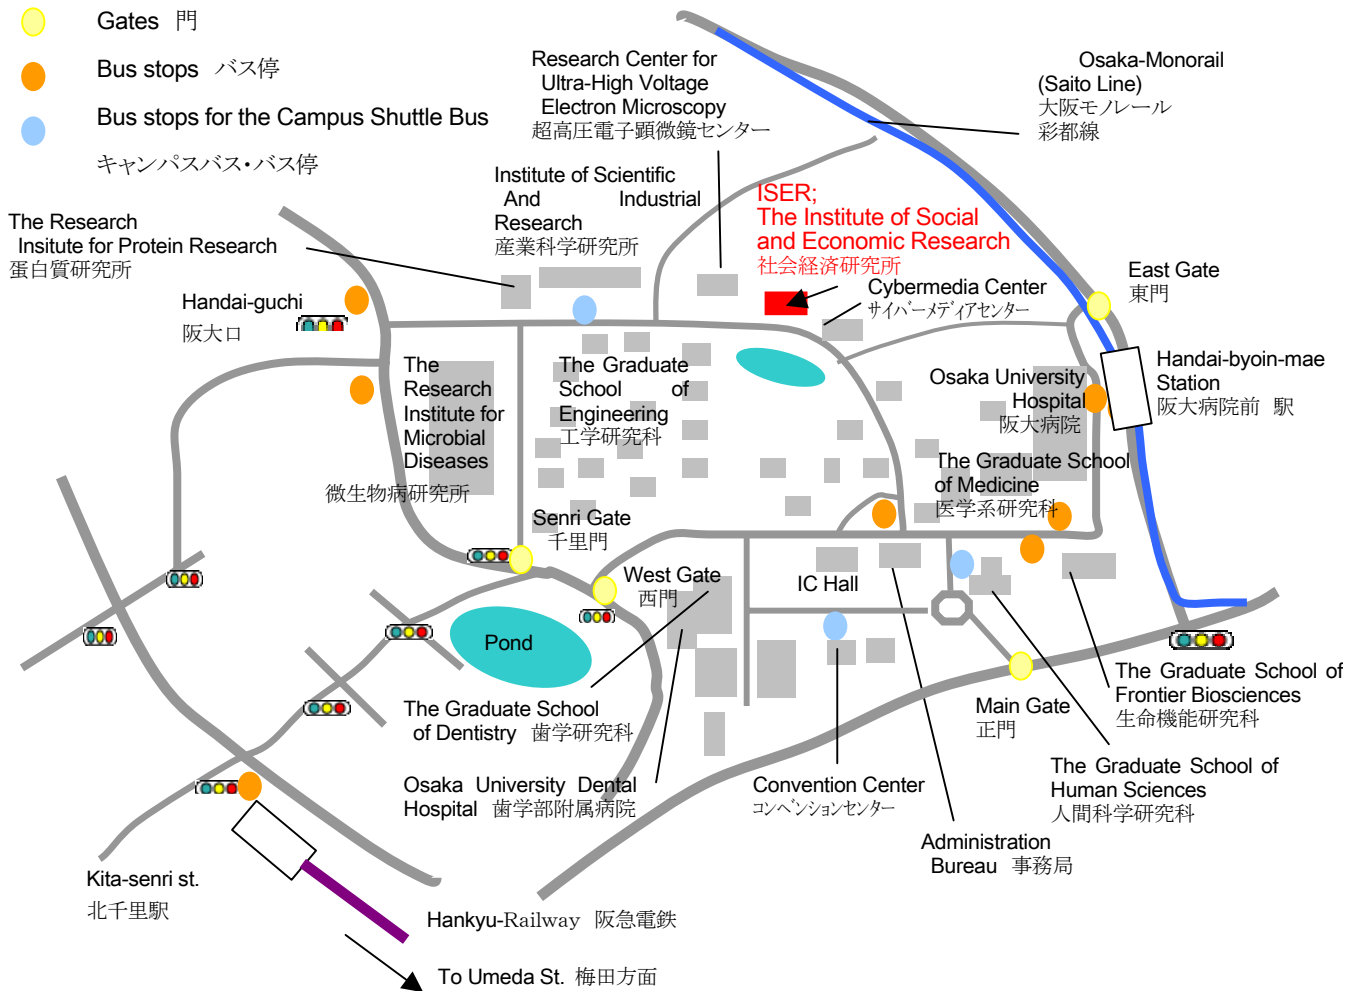 Gates 門
Bus stops バス停
Bus stops for the Campus Shuttle Bus
キャンパスバス・バス停
Research Center for
Ultra-High Voltage
Electron Microscopy
超高圧電子顕微鏡センター
Osaka-Monorail
(Saito Line)
大阪モノレール
彩都線
Institute of Scientific
And Industrial
Research
産業科学研究所
ISER;
The Institute of Social
and Economic Research
社会経済研究所
The Research
Insitute for Protein Research
蛋白質研究所
East Gate
東門
Cybermedia Center
サイバーメディアセンター
Handai-guchi
阪大口
The
Research
Institute for
Microbial
Diseases
微生物病研究所
The Graduate
School of
Engineering
工学研究科
Osaka University
Hospital
阪大病院
Handai-byoin-mae
Station
阪大病院前 駅
The Graduate School
of Medicine
医学系研究科
Senri Gate
千里門
West Gate
西門
IC Hall
Pond
The Graduate School
of Dentistry 歯学研究科
Main Gate
正門
The Graduate School of
Frontier Biosciences
生命機能研究科
Osaka University Dental
Hospital 歯学部附属病院
Convention Center
コンベンションセンター
The Graduate School of
Human Sciences
人間科学研究科
Administration
Bureau 事務局
Kita-senri st.
北千里駅
Hankyu-Railway 阪急電鉄
To Umeda St. 梅田方面